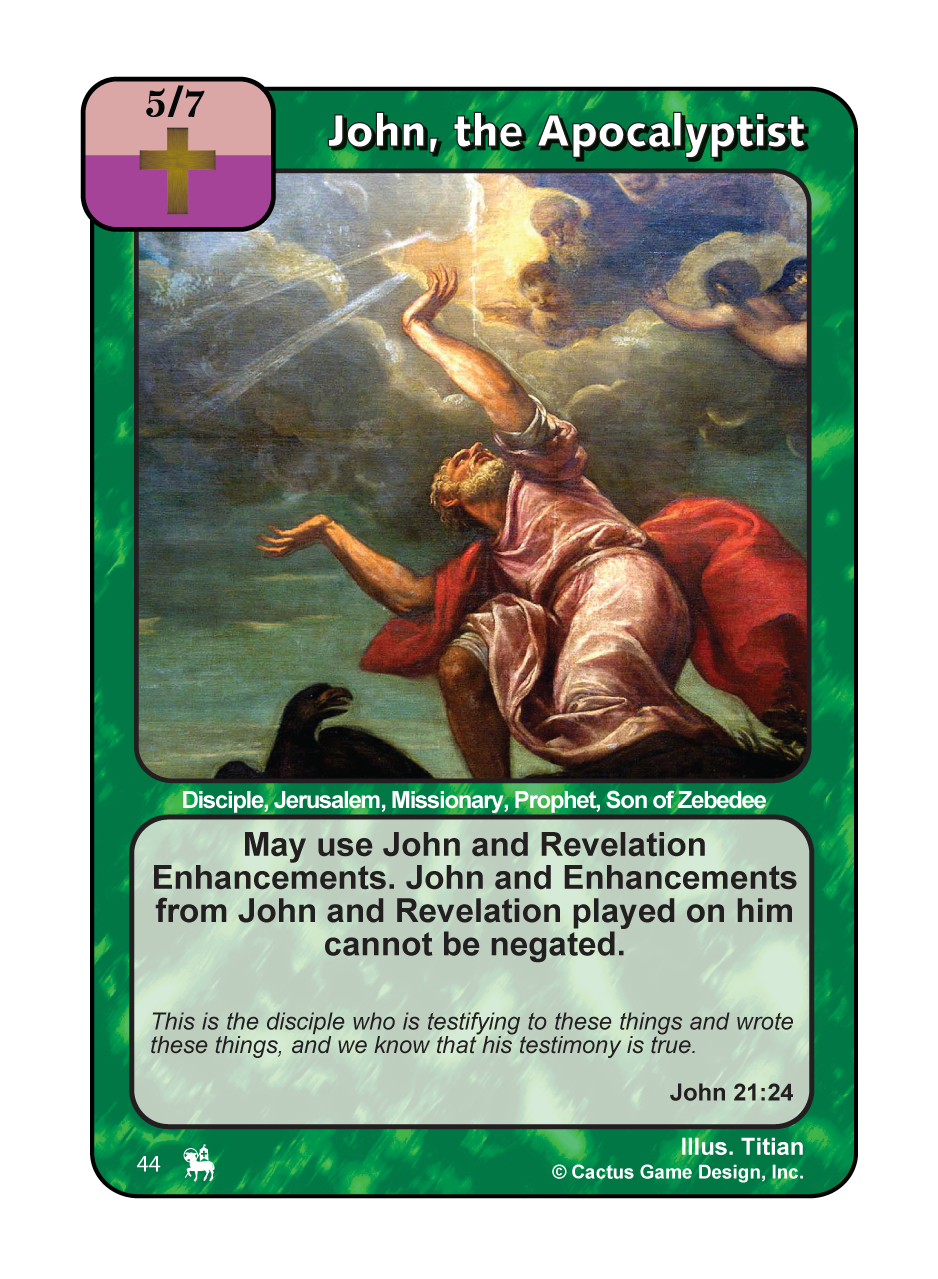 5/7
John, the Apocalyptist
Disciple, Jerusalem, Missionary, Prophet, Son of Zebedee
May use John and Revelation
Enhancements. John and Enhancements
from John and Revelation played on him
cannot be negated.
This is the disciple who is testifying to these things and wrote
these things, and we know that his testimony is true.
John 21:24
44
Illus. Titian
© Cactus Game Design, Inc.